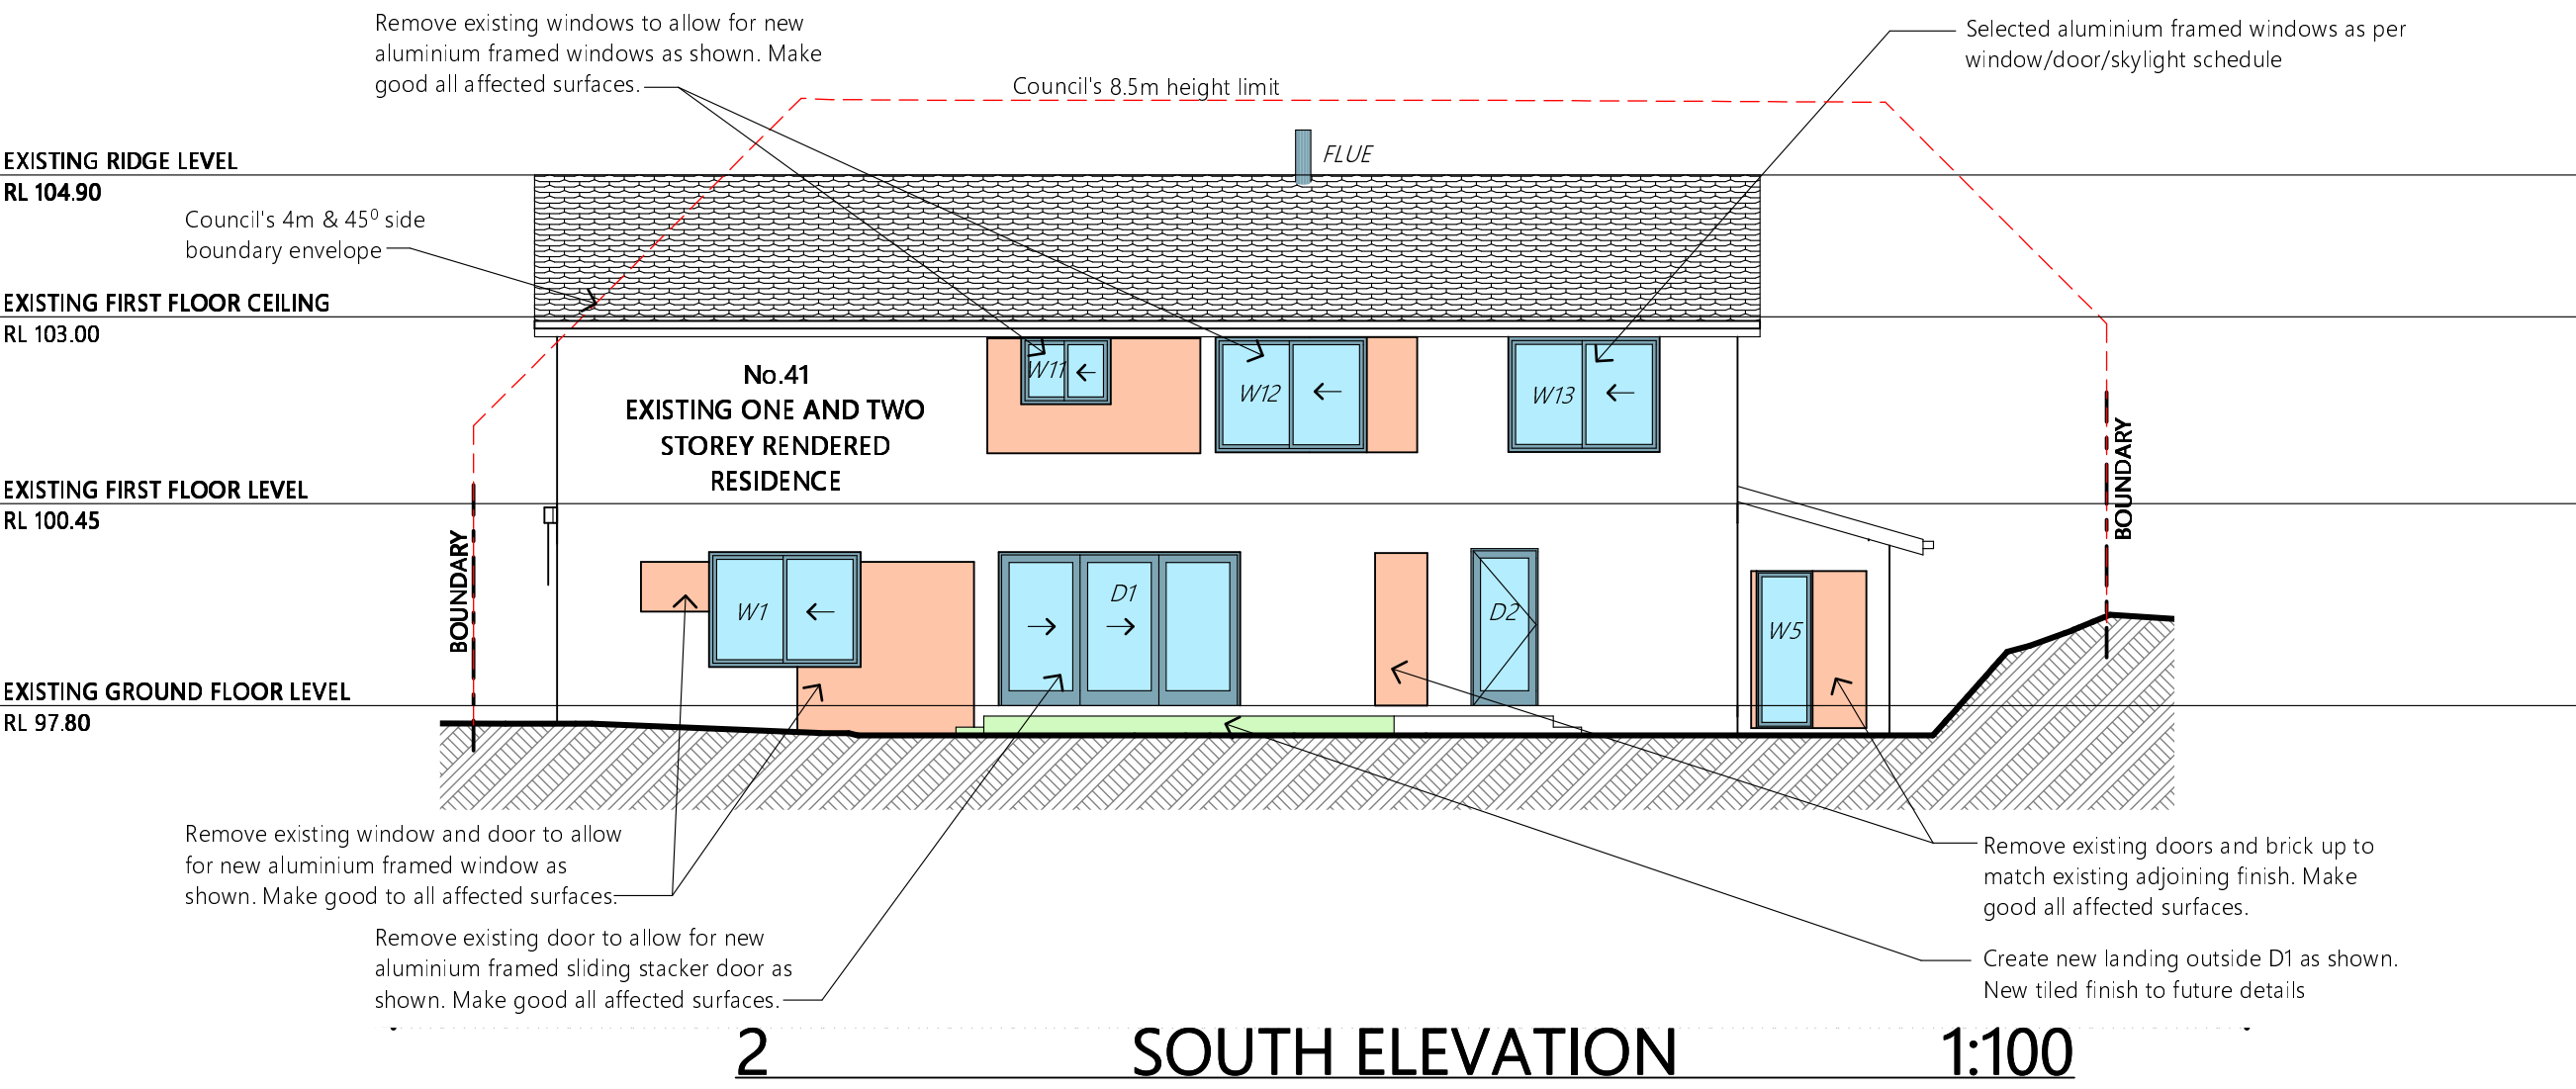 Remove existing windows to allow for new
aluminium framed windows as shown. Make
good all affected surfaces.
Selected aluminium framed windows as per
window/door/skylight schedule
Council's 8.5m height limit
FLUE
EXISTING RIDGE LEVEL
RL 104.90
Council's 4m & 45⁰ side
boundary envelope
EXISTING FIRST FLOOR CEILING
RL 103.00
No.41
EXISTING ONE AND TWO
STOREY RENDERED
RESIDENCE
W11
W12
W13
EXISTING FIRST FLOOR LEVEL
RL 100.45
BOUNDARY
BOUNDARY
W1
D1
D2
W5
EXISTING GROUND FLOOR LEVEL
RL 97.80
Remove existing window and door to allow
for new aluminium framed window as
shown. Make good to all affected surfaces.
Remove existing door to allow for new
aluminium framed sliding stacker door as
shown. Make good all affected surfaces.
Remove existing doors and brick up to
match existing adjoining finish. Make
good all affected surfaces.
Create new landing outside D1 as shown.
New tiled finish to future details
2 SOUTH ELEVATION 1:100